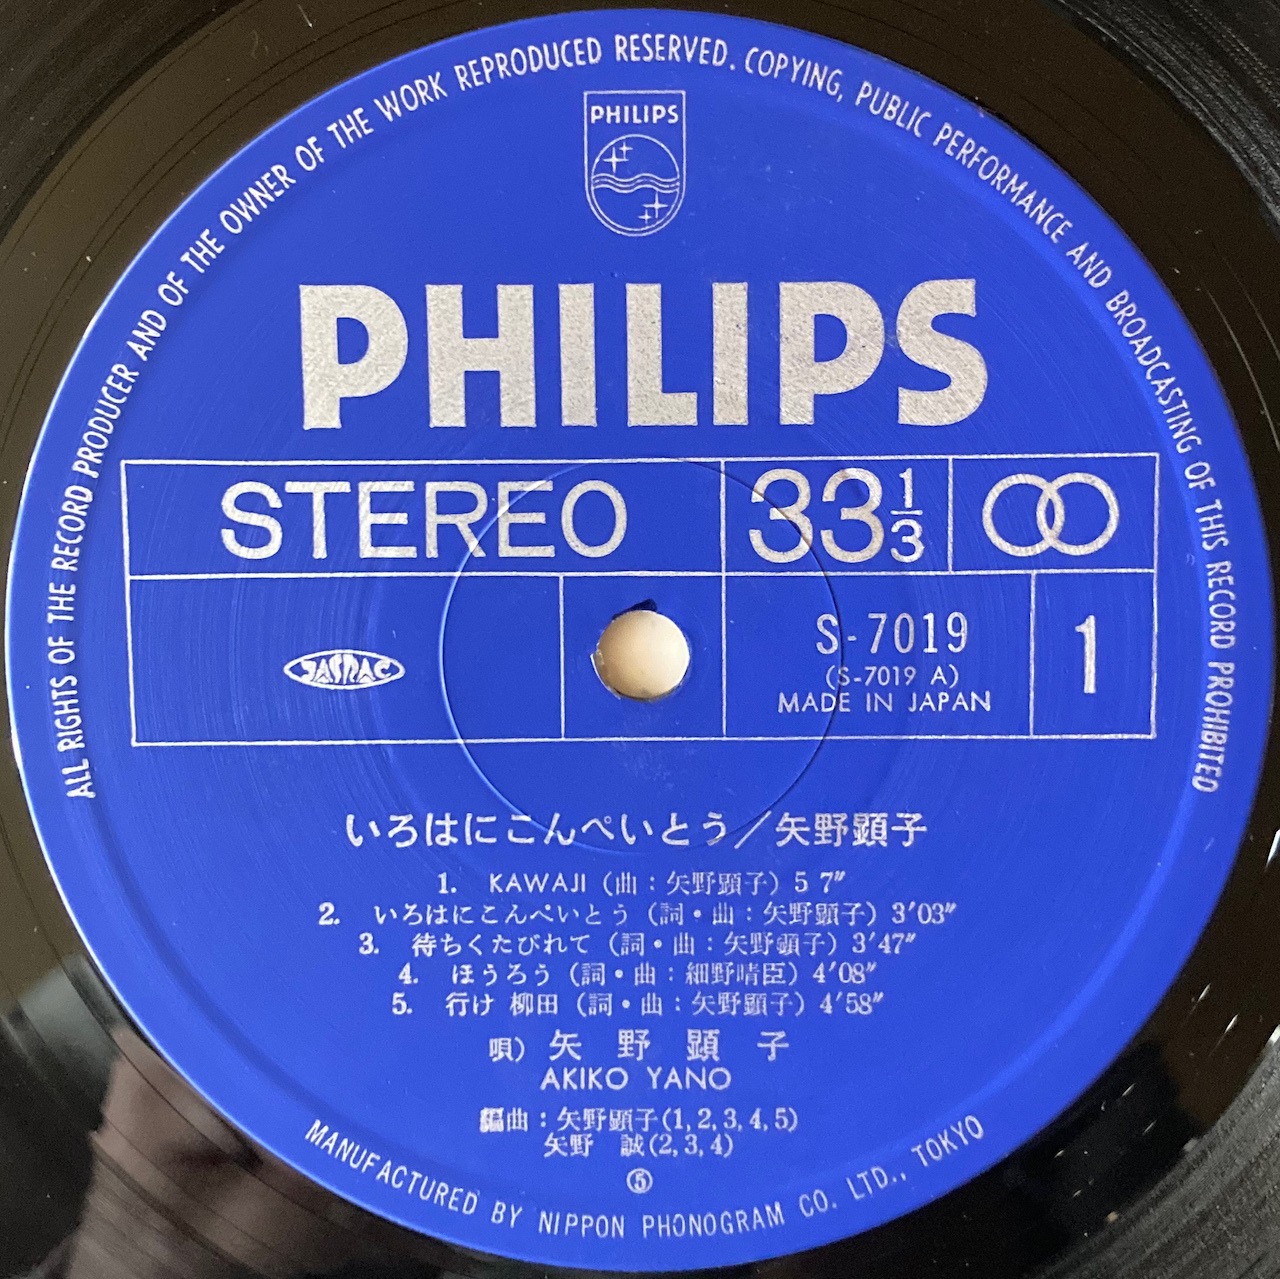 ALL RIGHTS OF THE RECORD PRODUCER AND OF THE OWNER OF THE WORK REPRODUCED RESERVED. COPYING, PUBLIC PERFORMANCE AND BROADCASTING OF THIS RECORD PROHIBITED
PHILIPS
PHILIPS
STEREO 33 1/3
JASRAC
S-7019 1
(S-7019 A)
MADE IN JAPAN
いろはにこんぺいとう／矢野顕子
1. KAWAJI (曲：矢野顕子) 5 7″
2. いろはにこんぺいとう (詞・曲：矢野顕子) 3′03″
3. 待ちくたびれて (詞・曲：矢野顕子) 3′47″
4. ほうろう (詞・曲：細野晴臣) 4′08″
5. 行け 柳田 (詞・曲：矢野顕子) 4′58″
唄) 矢野顕子
AKIKO YANO
編曲：矢野顕子(1,2,3,4,5)
矢野 誠(2,3,4)
⑤
MANUFACTURED BY NIPPON PHONOGRAM CO. LTD., TOKYO